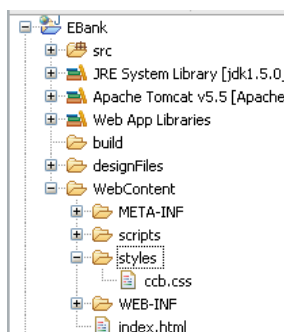 EBank
src
JRE System Library [jdk1.5.0_
Apache Tomcat v5.5 [Apache
Web App Libraries
build
designFiles
WebContent
META-INF
scripts
styles
ccb.css
WEB-INF
index.html